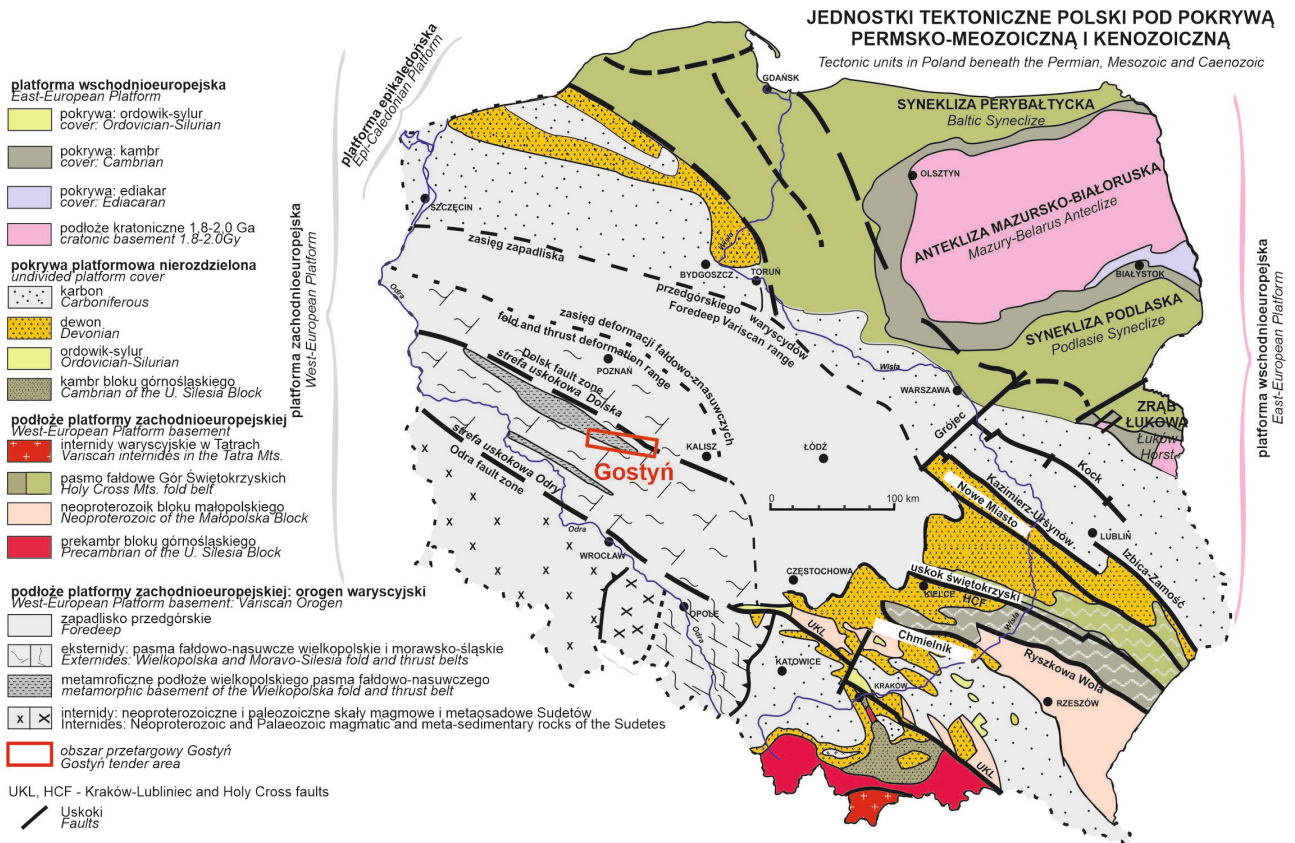 JEDNOSTKI TEKTONICZNE POLSKI POD POKRYWĄ
PERMSKO-MEOZOICZNĄ I KENOZOICZNĄ
Tectonic units in Poland beneath the Permian, Mesozoic and Caenozoic
platforma wschodnioeuropejska
East-European Platform
pokrywa: ordowik-sylur
cover: Ordovician-Silurian
pokrywa: kambr
cover: Cambrian
pokrywa: ediakar
cover: Ediacaran
podłoże kratoniczne 1.8-2.0 Ga
cratonic basement 1.8-2.0Gy
pokrywa platformowa nierozdzielona
undivided platform cover
karbon
Carboniferous
dewon
Devonian
ordowik-sylur
Ordovician-Silurian
kambr bloku górnośląskiego
Cambrian of the U. Silesia Block
podłoże platformy zachodnioeuropejskiej
West-European Platform basement
internidy waryscyjskie w Tatrach
Variscan internides in the Tatra Mts.
pasmo fałdowe Gór Świętokrzyskich
Holy Cross Mts. fold belt
neoproterozoik bloku małopolskiego
Neoproterozoic of the Małopolska Block
prekambr bloku górnośląskiego
Precambrian of the U. Silesia Block
podłoże platformy zachodnioeuropejskiej: orogen waryscyjski
West-European Platform basement: Variscan Orogen
zapadlisko przedgórskie
Foredeep
eksternidy: pasma fałdowo-nasuwcze wielkopolskie i morawsko-śląskie
Externides: Wielkopolska and Moravo-Silesia fold and thrust belts
metamroficzne podłoże wielkopolskiego pasma fałdowo-nasuwczego
metamorphic basement of the Wielkopolska fold and thrust belt
internidy: neoproterozoiczne i paleozoiczne skały magmowe i metaosadowe Sudetów
Internides: Neoproterozoic and Palaeozoic magmatic and meta-sedimentary rocks of the Sudetes
obszar przetargowy Gostyń
Gostyń tender area
UKL, HCF - Kraków-Lubliniec and Holy Cross faults
Uskoki
Faults
platforma zachodnioeuropejska
West-European Platform
platforma epikaledońska
Epi-Caledonian Platform
platforma wschodnioeuropejska
East-European Platform
GDAŃSK
SYNEKLIZA PERYBAŁTYCKA
Baltic Syneclize
OLSZTYN
ANTEKLIZA MAZURSKO-BIAŁORUSKA
Mazury-Belarus Anteclize
BIAŁYSTOK
SYNEKLIZA PODLASKA
Podlasie Syneclize
SZCZECIN
Wisła
BYDGOSZCZ
TORUŃ
zasięg zapadliska
przedgórskiego waryscydów
Foredeep Variscan range
Odra
zasięg deformacji fałdowo-znasuwczych
fold and thrust deformation range
POZNAŃ
Dolsk fault zone
strefa uskokowa Dolska
Wisła
WARSZAWA
ZRĄB
ŁUKOWA
Łuków
Horst
Grójec
Kock
KALISZ
ŁÓDŹ
Gostyń
strefa uskokowa Odry
Odra fault zone
0
100 km
Kazimierz-Ursynów
Nowe Miasto
LUBLIŃ
Izbica-Zamość
Odra
WROCŁAW
CZĘSTOCHOWA
uskok świętokrzyski
KIELCE
HCF
Wisła
OPOLE
Odra
UKL
Chmielnik
Ryszkowa Wola
KATOWICE
KRAKÓW
RZESZÓW
UKL